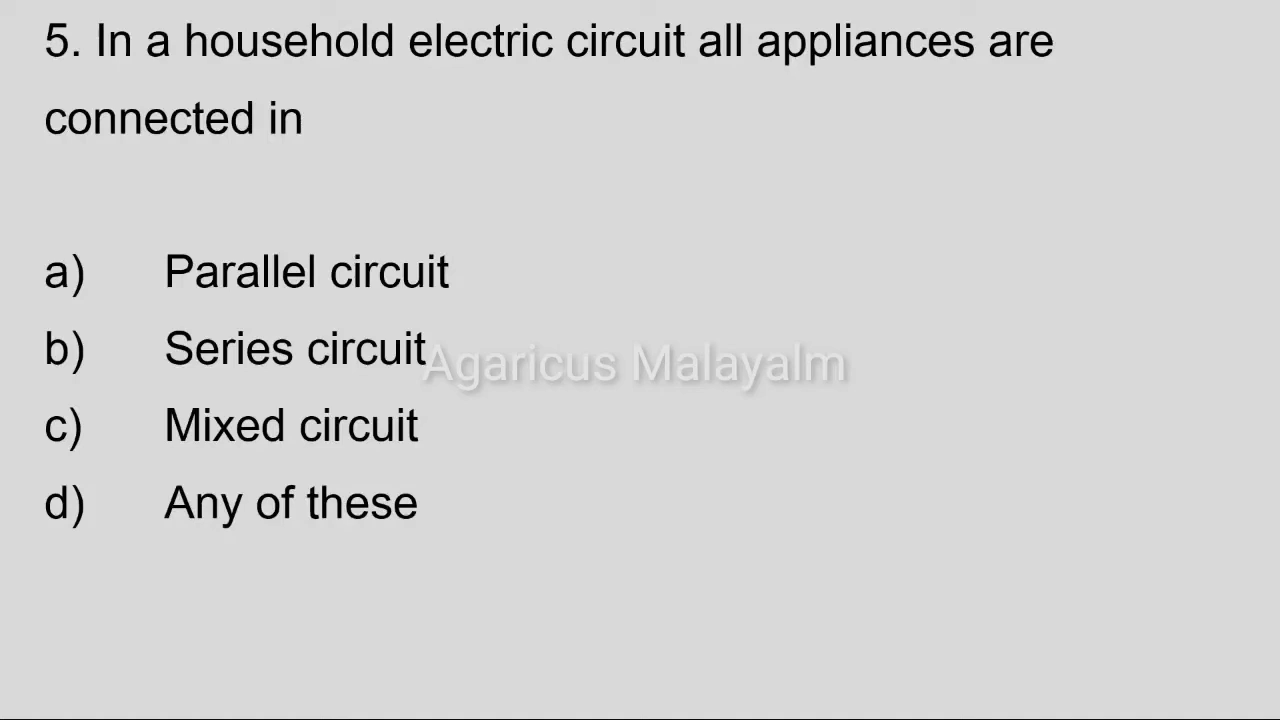 5. In a household electric circuit all appliances are
connected in
a) Parallel circuit
b) Series circuit
Agaricus Malayalm
c) Mixed circuit
d) Any of these